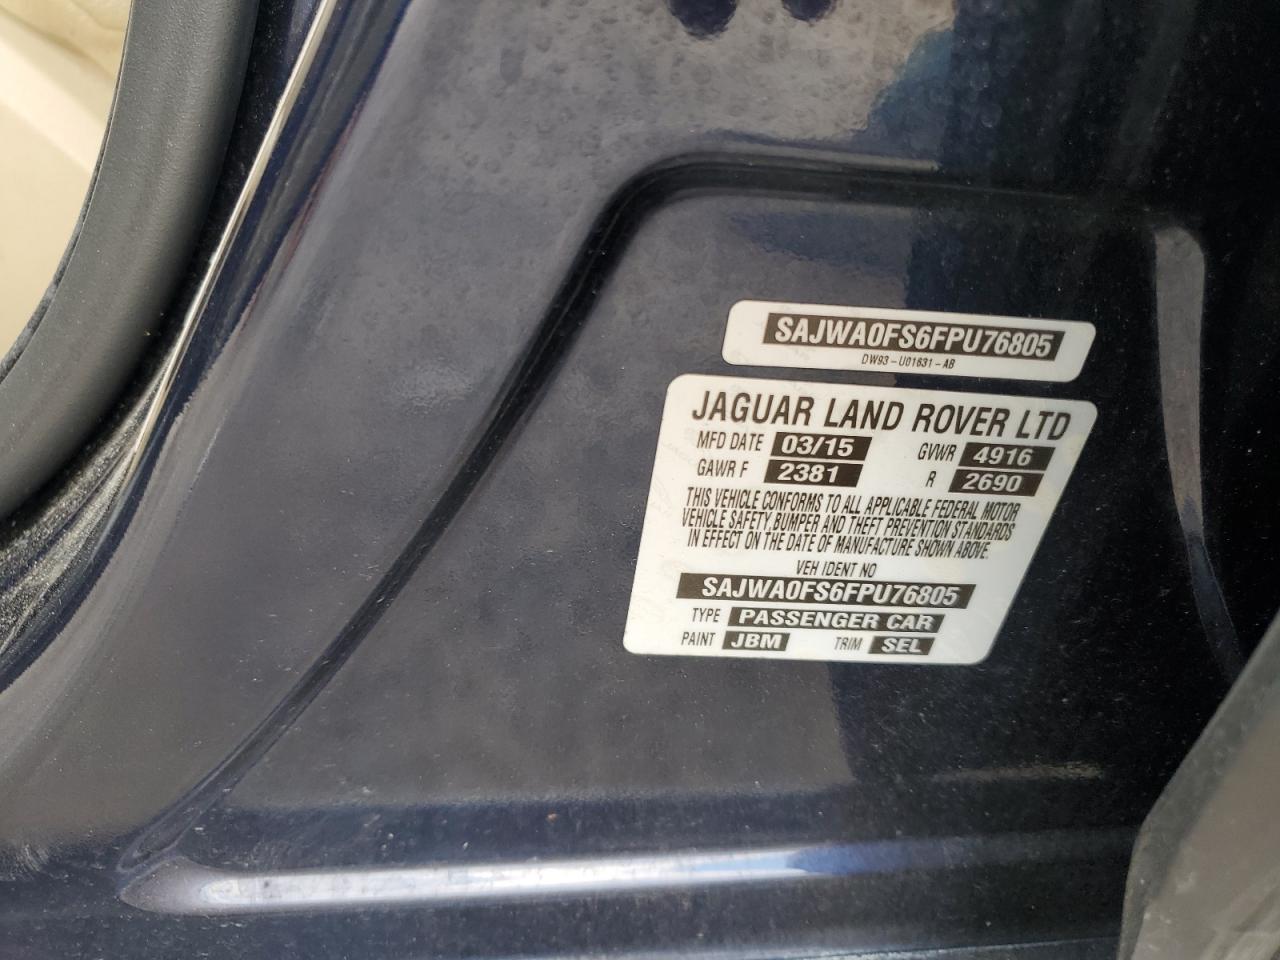 SAJWA0FS6FPU76805
DW93-U01631-AB
JAGUAR LAND ROVER LTD
MFD DATE 03/15 GVWR 4916
GAWR F 2381 R 2690
THIS VEHICLE CONFORMS TO ALL APPLICABLE FEDERAL MOTOR
VEHICLE SAFETY, BUMPER AND THEFT PREVENTION STANDARDS
IN EFFECT ON THE DATE OF MANUFACTURE SHOWN ABOVE.
VEH IDENT NO
SAJWA0FS6FPU76805
TYPE PASSENGER CAR
PAINT JBM TRIM SEL